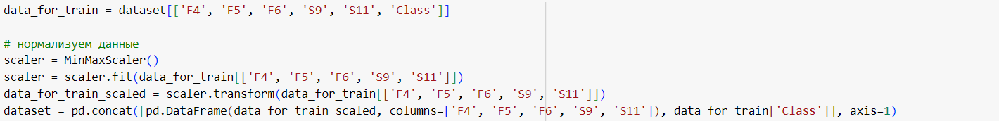 data_for_train = dataset[['F4', 'F5', 'F6', 'S9', 'S11', 'Class']]
# нормализуем данные
scaler = MinMaxScaler()
scaler = scaler.fit(data_for_train[['F4', 'F5', 'F6', 'S9', 'S11']])
data_for_train_scaled = scaler.transform(data_for_train[['F4', 'F5', 'F6', 'S9', 'S11']])
dataset = pd.concat([pd.DataFrame(data_for_train_scaled, columns=['F4', 'F5', 'F6', 'S9', 'S11']), data_for_train['Class']], axis=1)